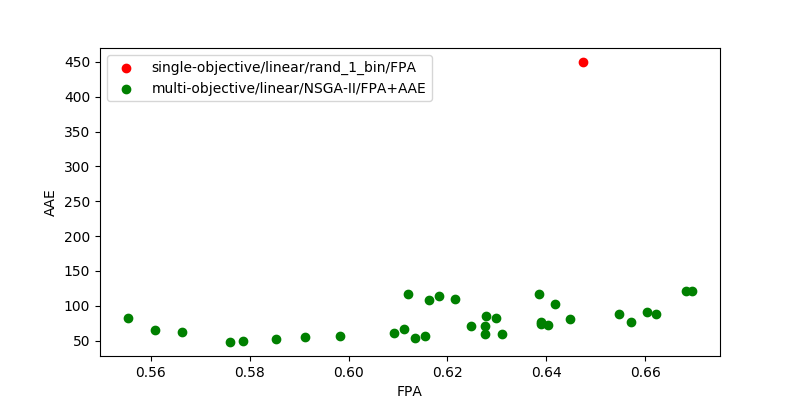 450
400
350
300
250
200
150
100
50
AAE
single-objective/linear/rand_1_bin/FPA
multi-objective/linear/NSGA-II/FPA+AAE
0.56 0.58 0.60 0.62 0.64 0.66
FPA